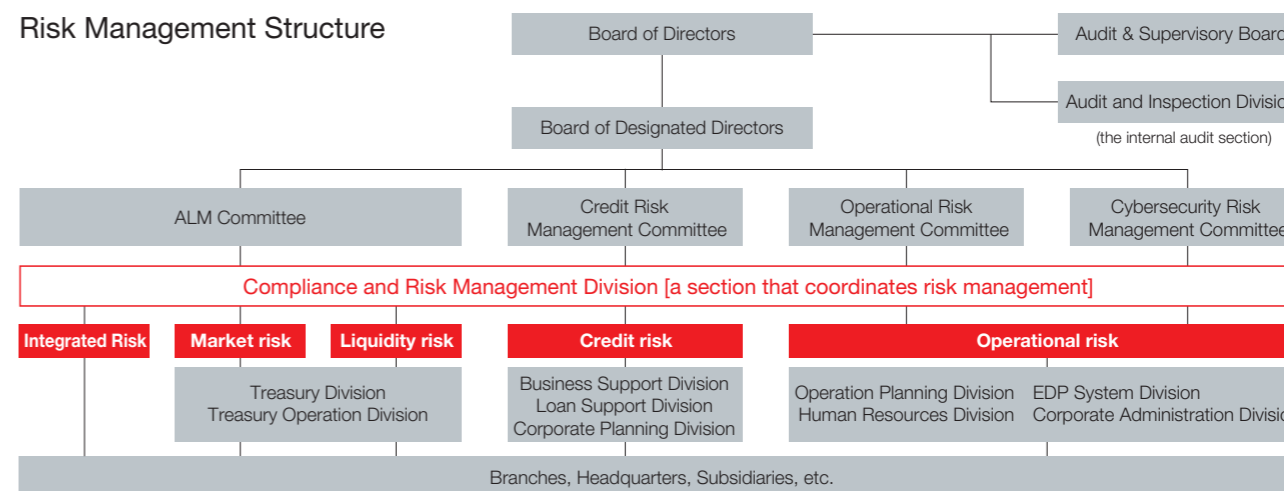 Risk Management Structure
Board of Directors
Audit & Supervisory Board
Audit and Inspection Divisio
(the internal audit section)
Board of Designated Directors
ALM Committee
Credit Risk
Management Committee
Operational Risk
Management Committee
Cybersecurity Risk
Management Committee
Compliance and Risk Management Division [a section that coordinates risk management]
Integrated Risk
Market risk
Liquidity risk
Credit risk
Operational risk
Treasury Division
Treasury Operation Division
Business Support Division
Loan Support Division
Corporate Planning Division
Operation Planning Division
Human Resources Division
EDP System Division
Corporate Administration Divisio
Branches, Headquarters, Subsidiaries, etc.